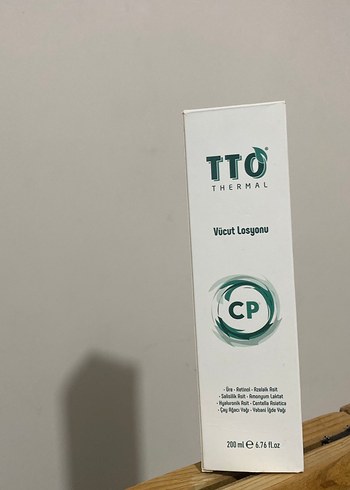 TTO®
THERMAL
Vücut Losyonu
CP
• Üre • Retinol • Azelaik Asit
• Salisilik Asit • Amonyum Laktat
• Hyaluronik Asit • Centella Asiatica
• Çay Ağacı Yağı • Yabani İğde Yağı
200 ml ℮ 6.76 fl.oz